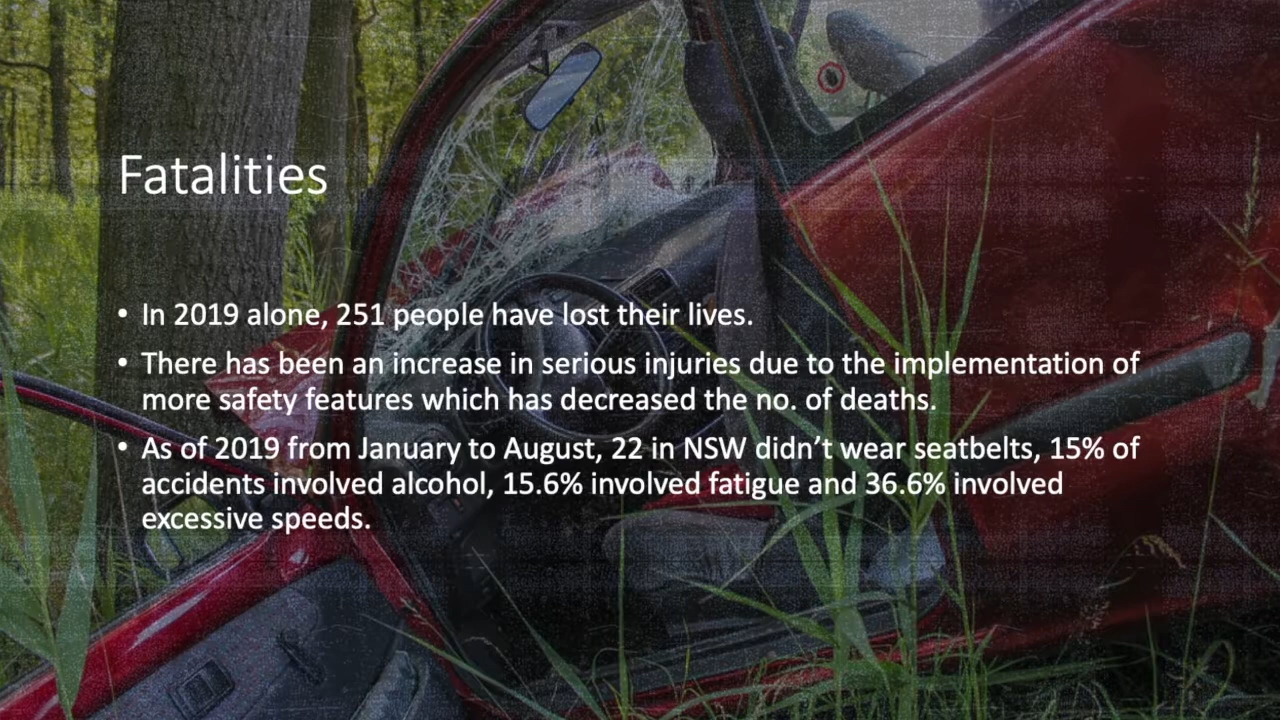 Fatalities
• In 2019 alone, 251 people have lost their lives.
• There has been an increase in serious injuries due to the implementation of
more safety features which has decreased the no. of deaths.
• As of 2019 from January to August, 22 in NSW didn’t wear seatbelts, 15% of
accidents involved alcohol, 15.6% involved fatigue and 36.6% involved
excessive speeds.